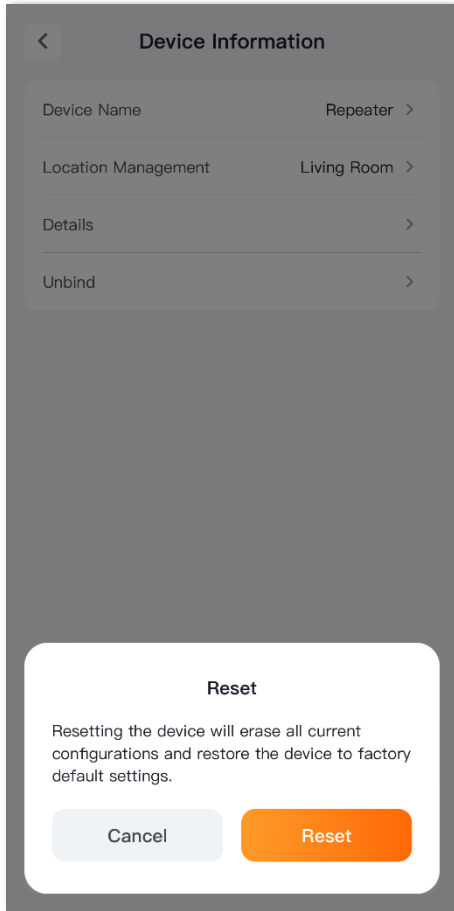 Device Information
Device Name Repeater
Location Management Living Room
Details
Unbind
Reset
Resetting the device will erase all current
configurations and restore the device to factory
default settings.
Cancel Reset